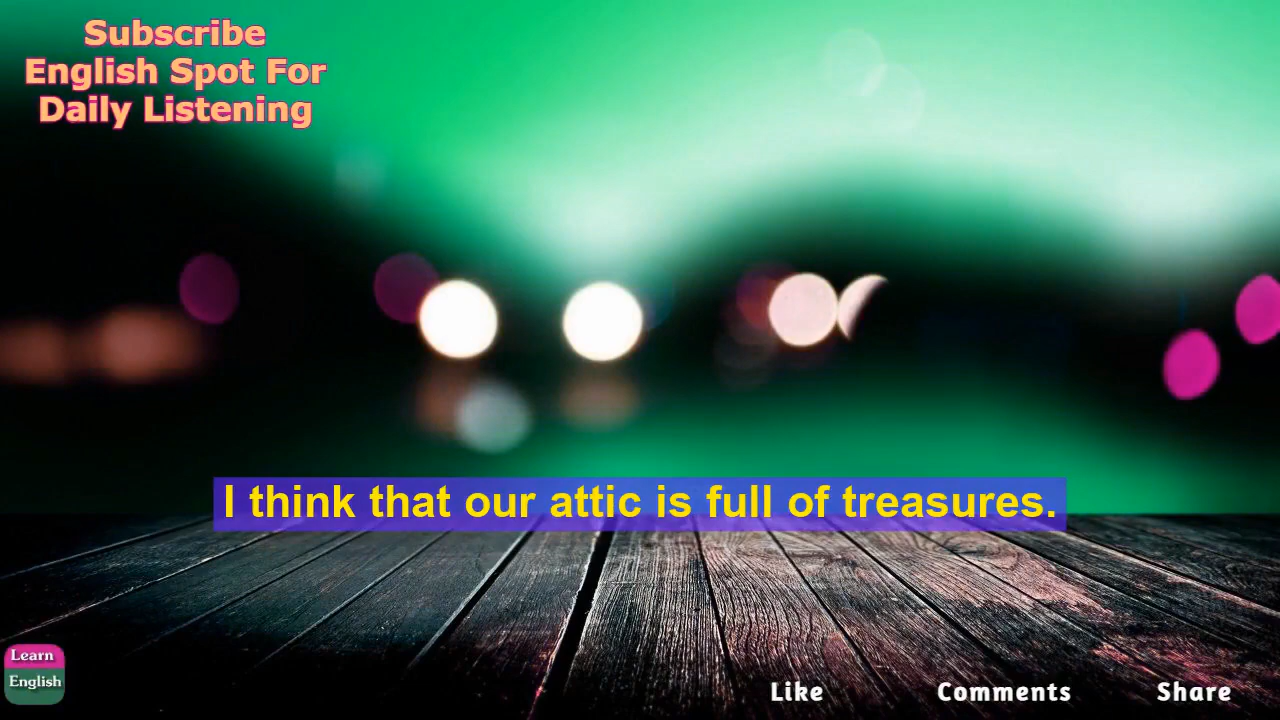 Subscribe
English Spot For
Daily Listening
I think that our attic is full of treasures.
Learn
English
Like Comments Share